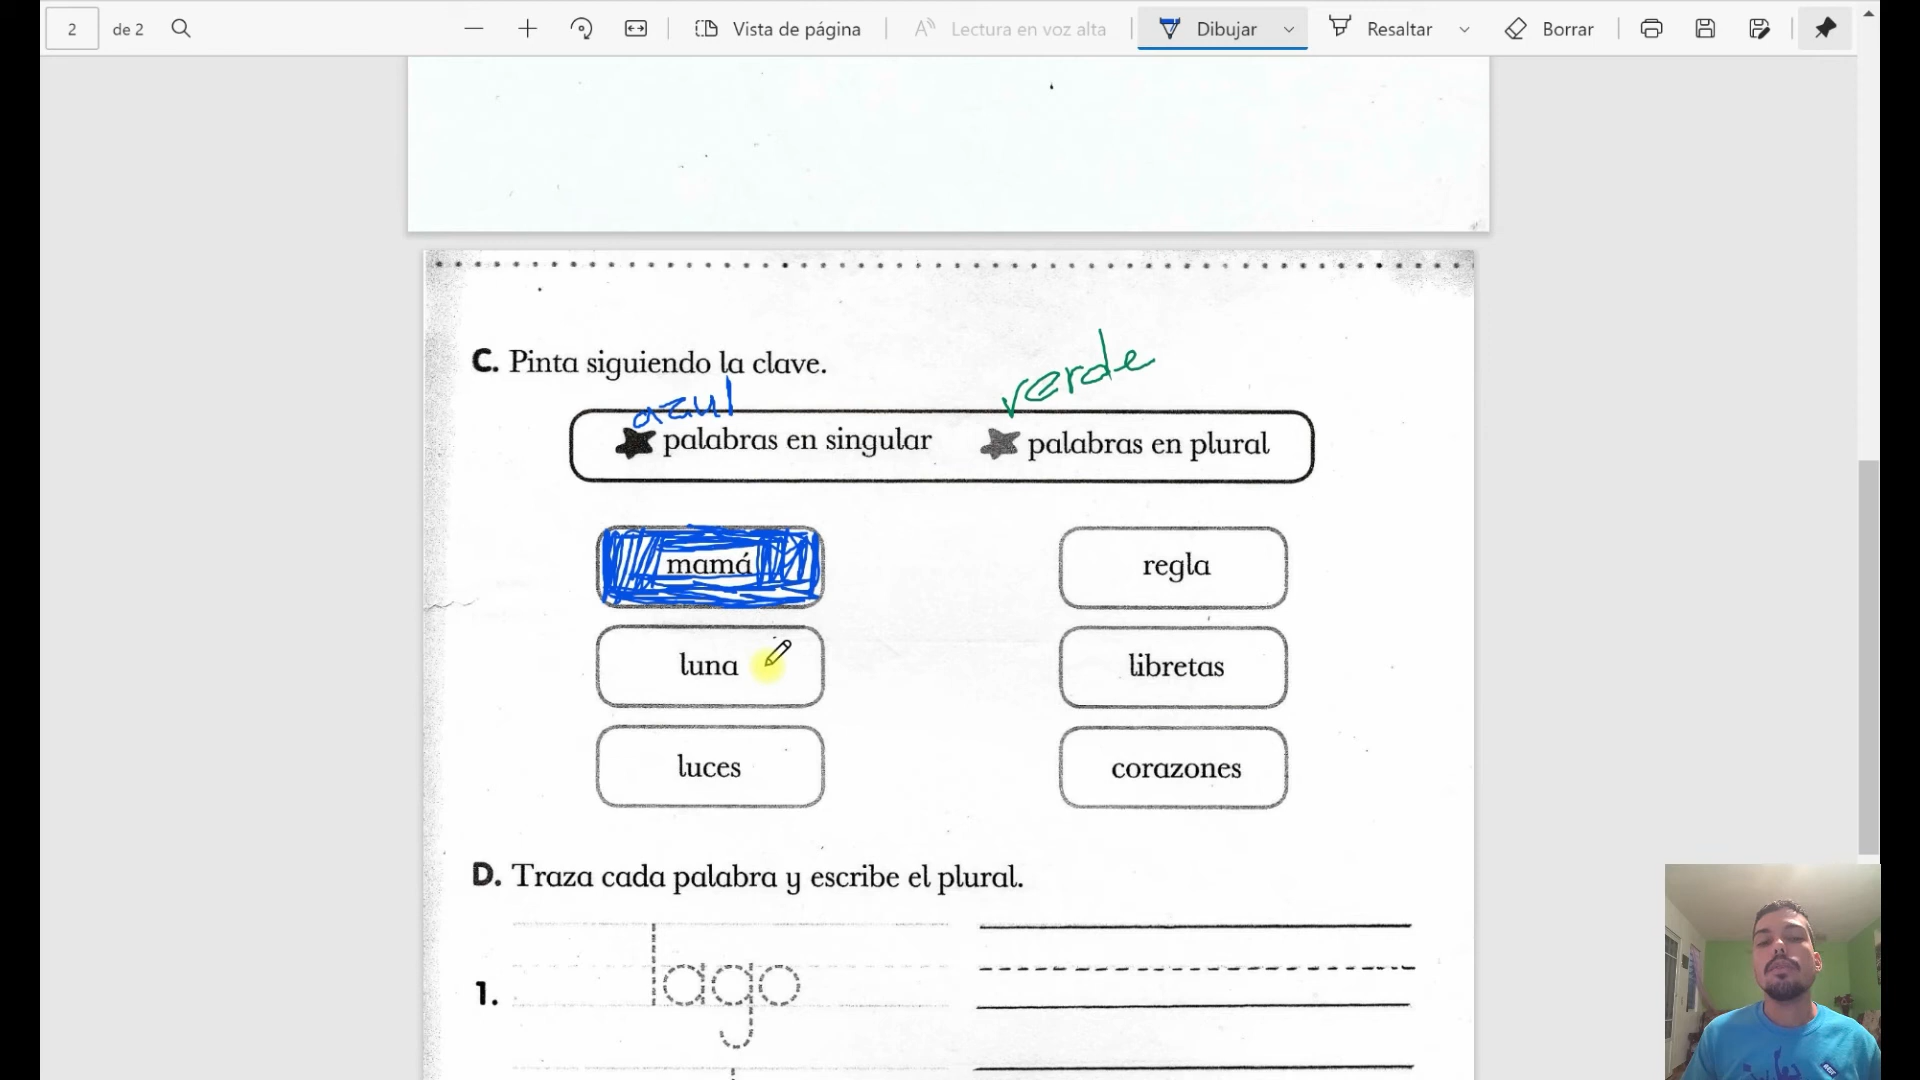 2 de 2 Vista de página Lectura en voz alta Dibujar Resaltar Borrar
C. Pinta siguiendo la clave.
azul verde
palabras en singular palabras en plural
mamá regla
luna libretas
luces corazones
D. Traza cada palabra y escribe el plural.
1. lago